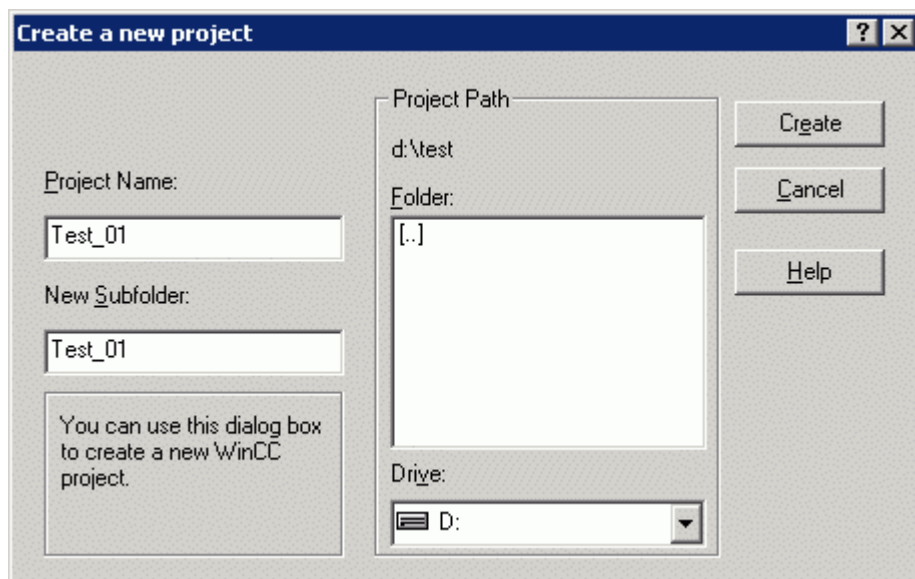 Create a new project
Project Name:
Test_01
New Subfolder:
Test_01
You can use this dialog box
to create a new WinCC
project.
Project Path
d:\test
Folder:
[..]
Drive:
D:
Create
Cancel
Help